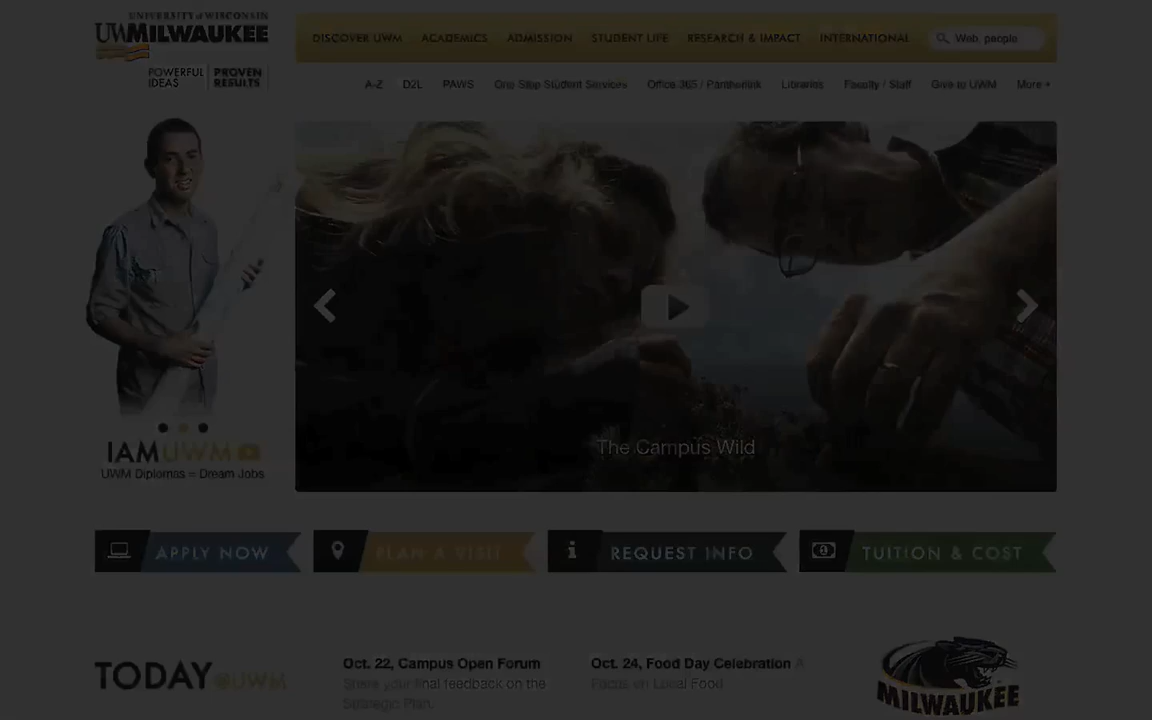 UNIVERSITY of WISCONSIN
UWMILWAUKEE
POWERFUL IDEAS
PROVEN RESULTS
DISCOVER UWM ACADEMICS ADMISSION STUDENT LIFE RESEARCH & IMPACT INTERNATIONAL Web, people
A-Z D2L PAWS One Stop Student Services Office 365 / Pantherlink Libraries Faculty / Staff Give to UWM More +
The Campus Wild
IAMUWM
UWM Diplomas = Dream Jobs
APPLY NOW PLAN A VISIT REQUEST INFO TUITION & COST
TODAY@UWM
Oct. 22, Campus Open Forum
Share your final feedback on the
Strategic Plan.
Oct. 24, Food Day Celebration A
Focus on Local Food
MILWAUKEE